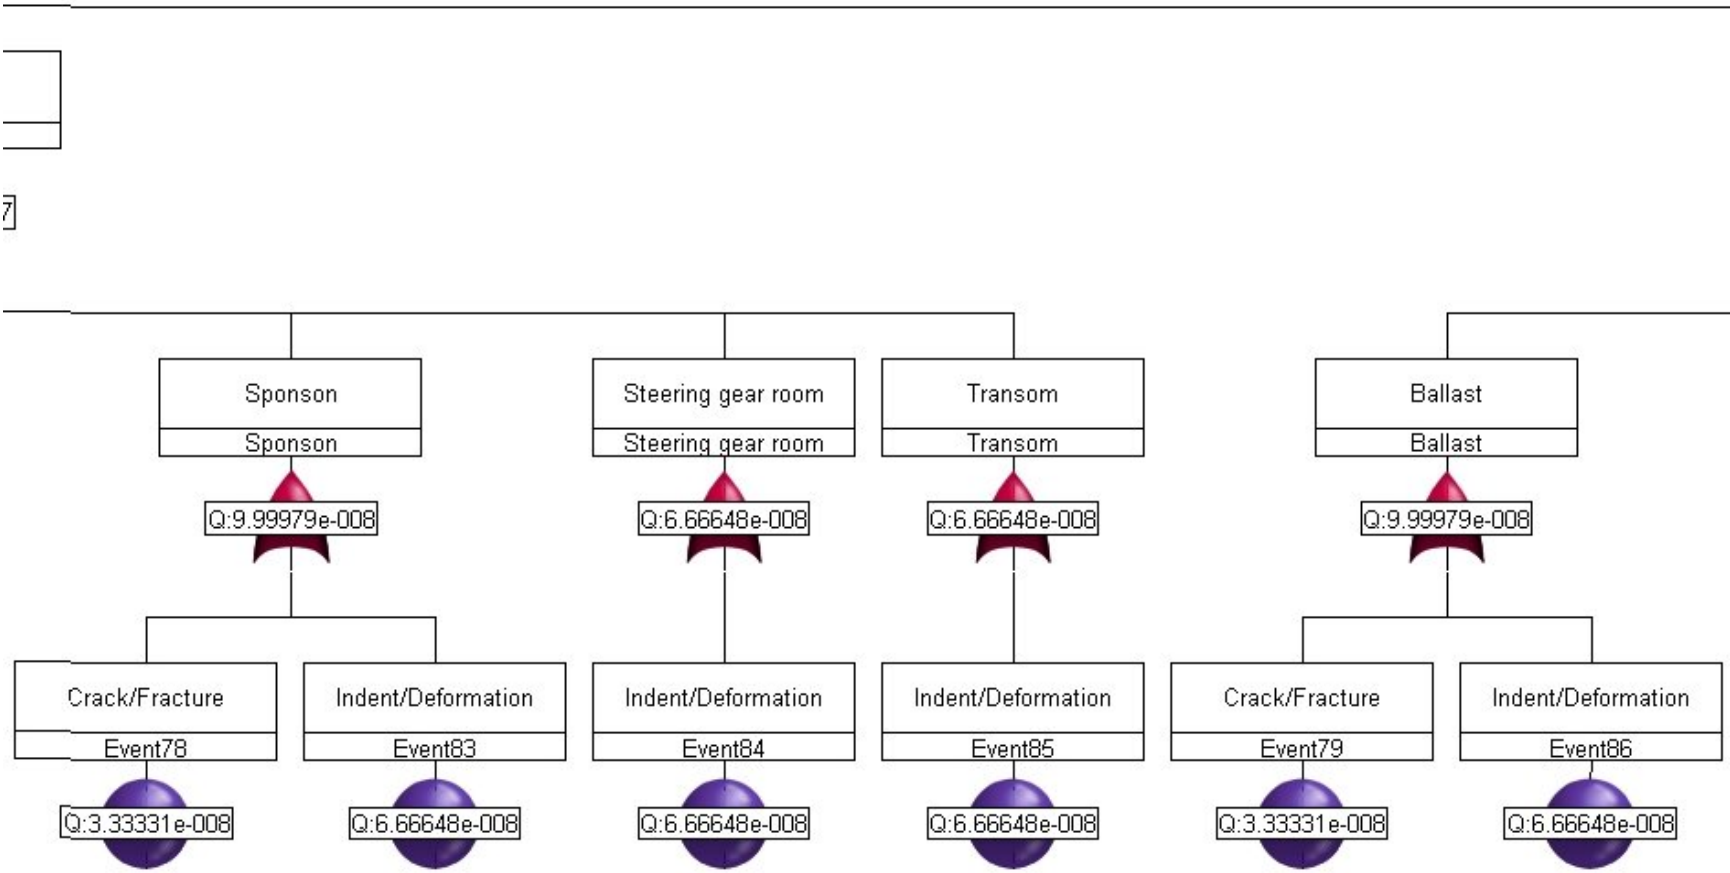 7
Sponson
Sponson
Q:9.99979e-008
Steering gear room
Steering gear room
Q:6.66648e-008
Transom
Transom
Q:6.66648e-008
Ballast
Ballast
Q:9.99979e-008
Crack/Fracture
Event78
Q:3.33331e-008
Indent/Deformation
Event83
Q:6.66648e-008
Indent/Deformation
Event84
Q:6.66648e-008
Indent/Deformation
Event85
Q:6.66648e-008
Crack/Fracture
Event79
Q:3.33331e-008
Indent/Deformation
Event86
Q:6.66648e-008